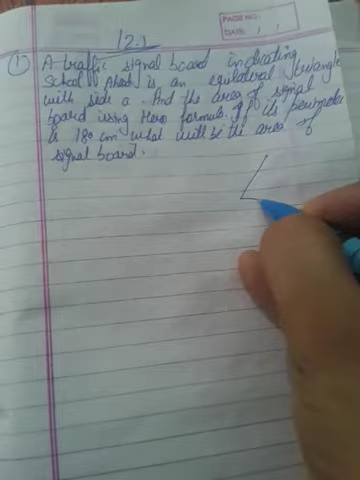 PAGE NO:
DATE: / /
12.1
(1) A traffic signal board indicating
School Ahead is an equilateral triangle
with side a. And the area of signal
board using Hero formula. If its perimeter
is 180 cm what will be the area of
signal board.